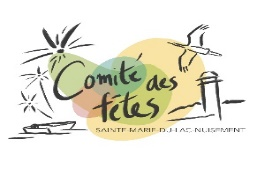 Comité des
fêtes
SAINTE-MARIE-DU-LAC NUISEMENT